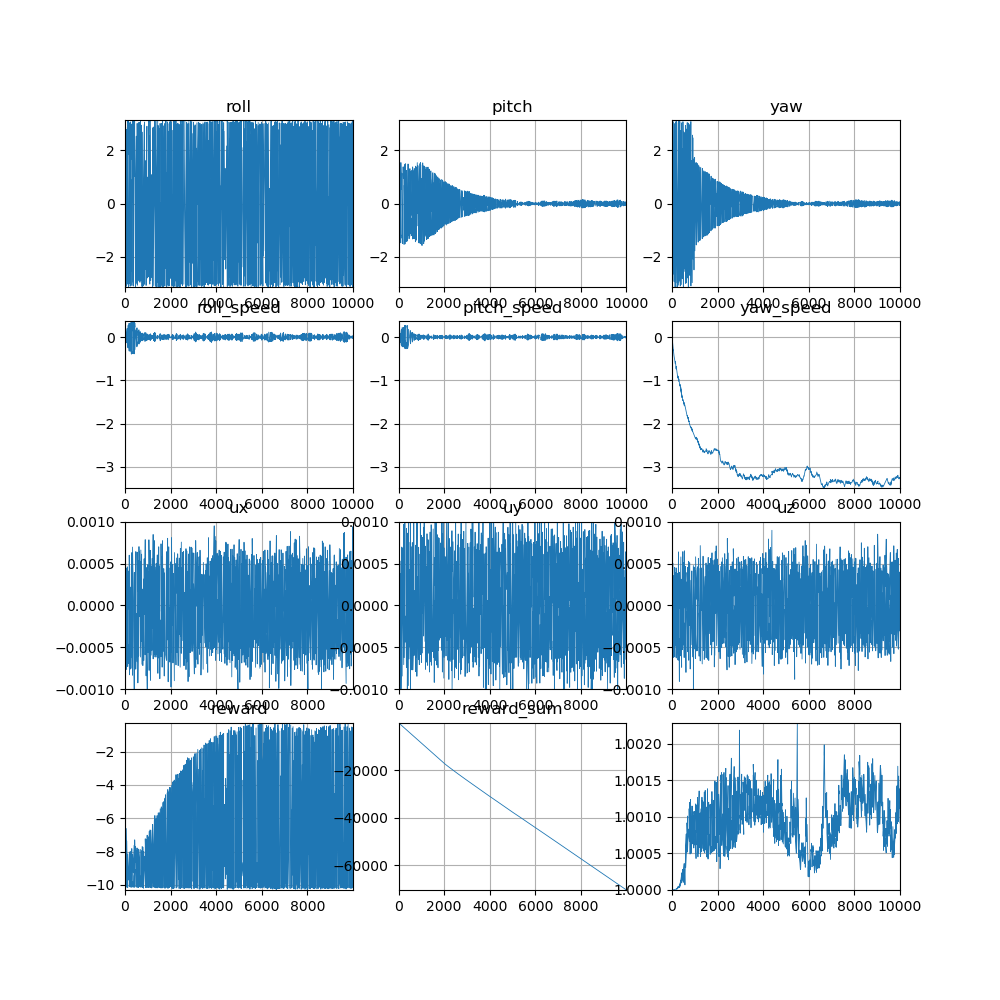 roll pitch yaw
2 2 2
0 0 0
−2 −2 −2
0 2000 4000 6000 8000 10000 0 2000 4000 6000 8000 10000 0 2000 4000 6000 8000 10000
roll_speed pitch_speed yaw_speed
0 0 0
−1 −1 −1
−2 −2 −2
−3 −3 −3
0 2000 4000 6000 8000 10000 0 2000 4000 6000 8000 10000 0 2000 4000 6000 8000 10000
ux uy uz
0.0010 0.0010 0.0010
0.0005 0.0005 0.0005
0.0000 0.0000 0.0000
−0.0005 −0.0005 −0.0005
−0.0010 −0.0010 −0.0010
0 2000 4000 6000 8000 0 2000 4000 6000 8000 0 2000 4000 6000 8000
reward reward_sum
−2 −20000 1.0020
−4 1.0015
−6 −40000 1.0010
−8 −60000 1.0005
−10 1.0000
0 2000 4000 6000 8000 0 2000 4000 6000 8000 0 2000 4000 6000 8000 10000